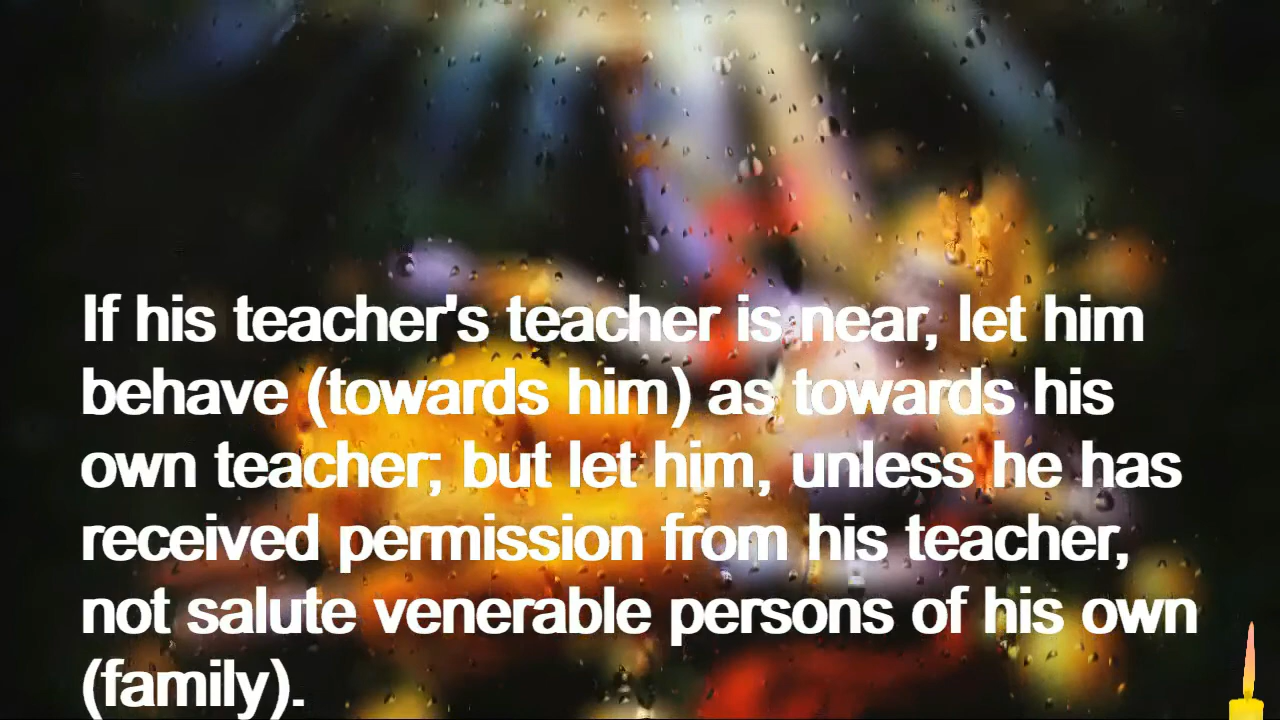 If his teacher's teacher is near, let him
behave (towards him) as towards his
own teacher; but let him, unless he has
received permission from his teacher,
not salute venerable persons of his own
(family).